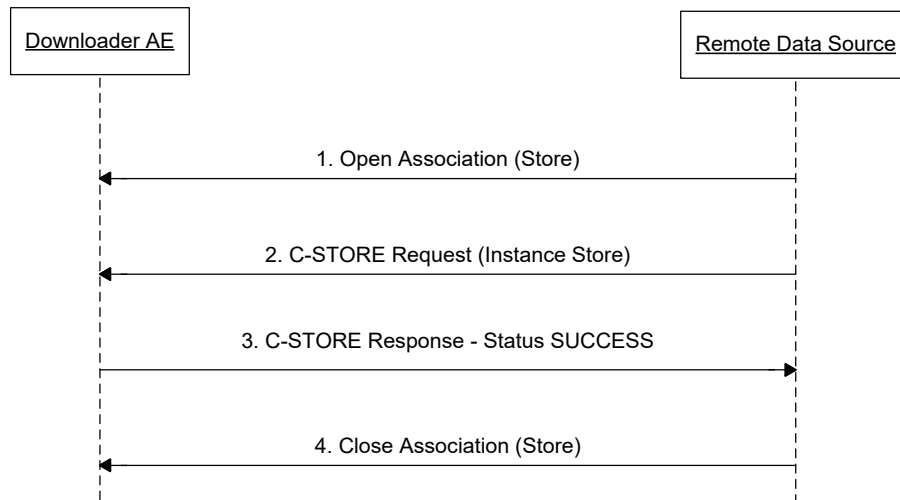 Downloader AE
Remote Data Source
1. Open Association (Store)
2. C-STORE Request (Instance Store)
3. C-STORE Response - Status SUCCESS
4. Close Association (Store)